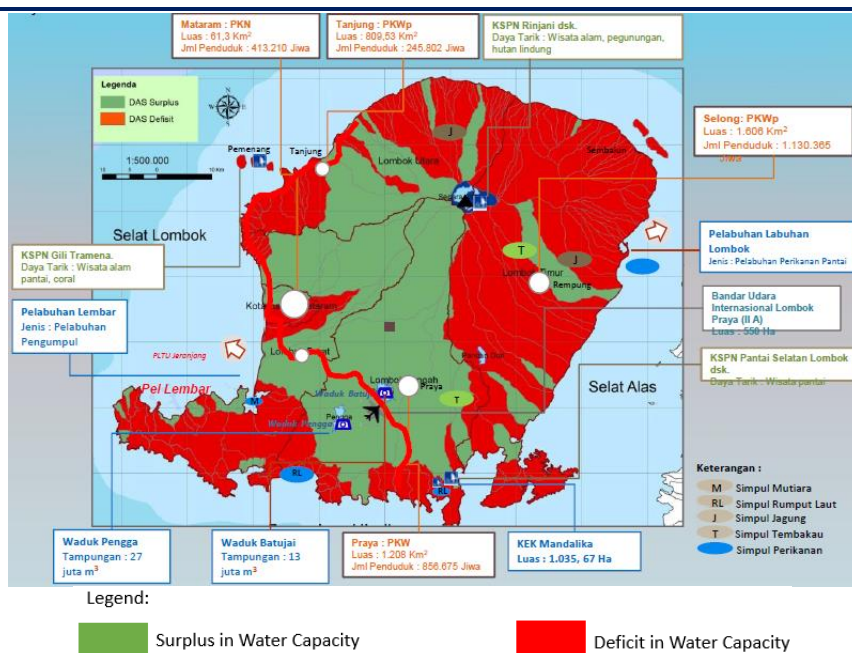 Mataram : PKN
Luas : 61,3 Km²
Jml Penduduk : 413.210 Jiwa
Tanjung : PKWp
Luas : 809,53 Km²
Jml Penduduk : 245.802 Jiwa
KSPN Rinjani dsk.
Daya Tarik : Wisata alam, pegunungan,
hutan lindung
Legenda
DAS Surplus
DAS Defisit
1:500.000
Selong : PKWp
Luas : 1.606 Km²
Jml Penduduk : 1.130.365
Jiwa
Pemenang
Tanjung
Lombok Utara
J
Sembalun
Segara
Selat Lombok
KSPN Gili Tramena.
Daya Tarik : Wisata alam
pantai, coral
T
J
Lombok Timur
Rempung
Pelabuhan Labuhan
Lombok
Jenis : Pelabuhan Perikanan Pantai
Pelabuhan Lembar
Jenis : Pelabuhan
Pengumpul
Bandar Udara
Internasional Lombok
Praya (II A)
Luas : 550 Ha
PLTU Jeranjang
Pel Lembar
KSPN Pantai Selatan Lombok
dsk.
Daya Tarik : Wisata pantai
Selat Alas
Praya
Waduk Batujai
M
T
Pengga
Waduk Pengga
RL
RL
Keterangan :
M Simpul Mutiara
RL Simpul Rumput Laut
J Simpul Jagung
T Simpul Tembakau
Simpul Perikanan
Waduk Pengga
Tampungan : 27
juta m³
Waduk Batujai
Tampungan : 13
juta m³
Praya : PKW
Luas : 1.208 Km²
Jml Penduduk : 856.675 Jiwa
KEK Mandalika
Luas : 1.035, 67 Ha
Legend:
Surplus in Water Capacity
Deficit in Water Capacity